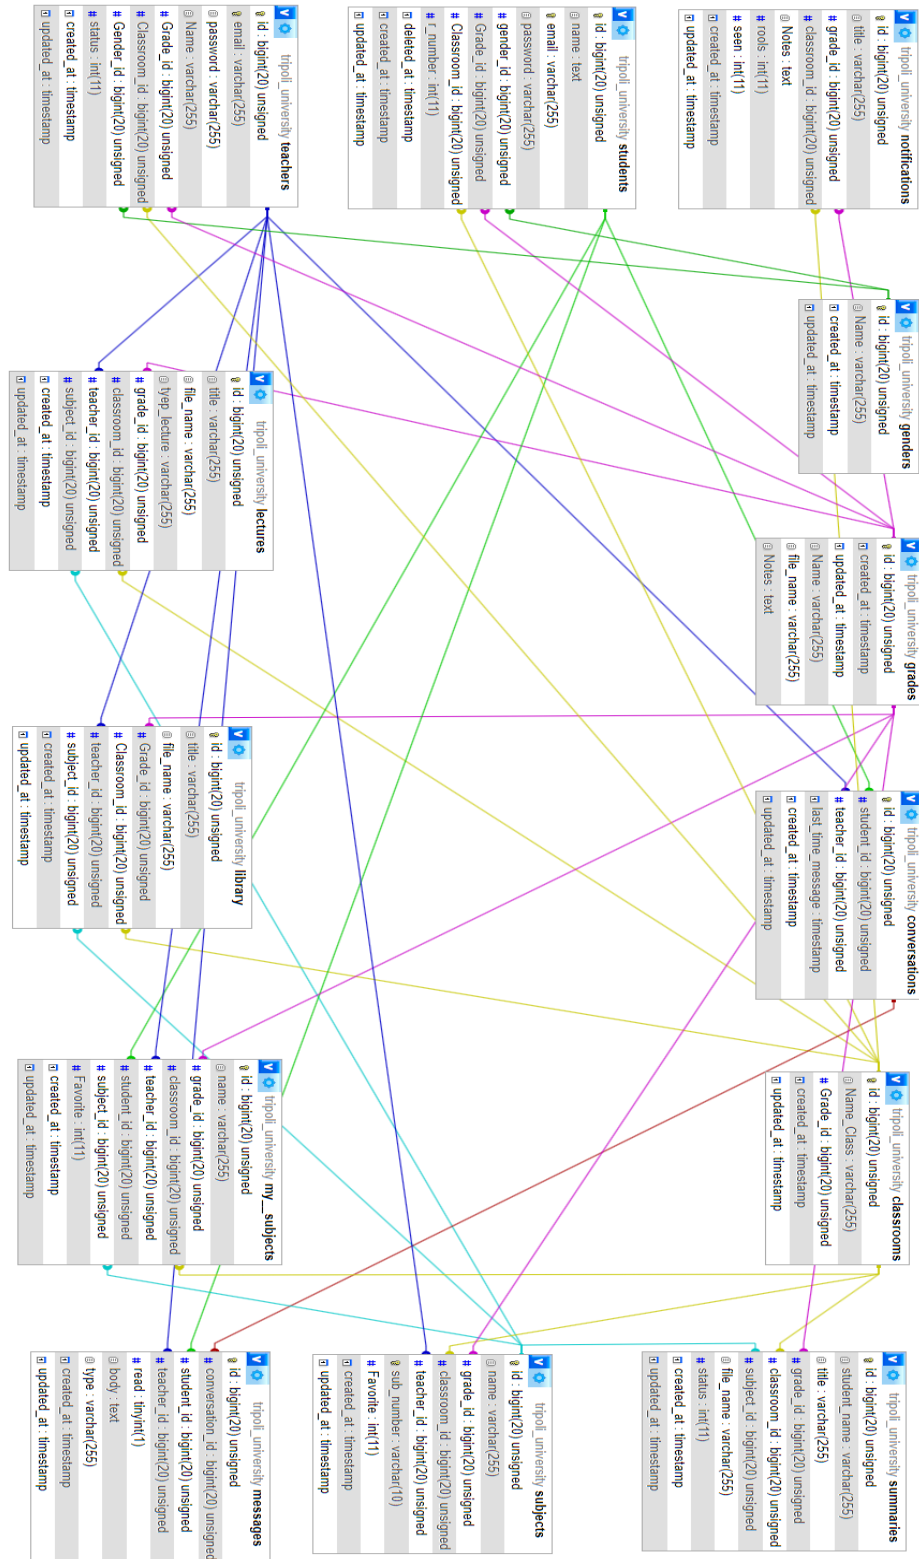 tripoli_university notifications
id : bigint(20) unsigned
title : varchar(255)
grade_id : bigint(20) unsigned
classroom_id : bigint(20) unsigned
Notes : text
rools : int(11)
seen : int(11)
created_at : timestamp
updated_at : timestamp
tripoli_university genders
id : bigint(20) unsigned
Name : varchar(255)
created_at : timestamp
updated_at : timestamp
tripoli_university grades
id : bigint(20) unsigned
created_at : timestamp
updated_at : timestamp
Name : varchar(255)
file_name : varchar(255)
Notes : text
tripoli_university conversations
id : bigint(20) unsigned
student_id : bigint(20) unsigned
teacher_id : bigint(20) unsigned
last_time_message : timestamp
created_at : timestamp
updated_at : timestamp
tripoli_university classrooms
id : bigint(20) unsigned
Name_Class : varchar(255)
Grade_id : bigint(20) unsigned
created_at : timestamp
updated_at : timestamp
tripoli_university summaries
id : bigint(20) unsigned
student_name : varchar(255)
title : varchar(255)
grade_id : bigint(20) unsigned
classroom_id : bigint(20) unsigned
subject_id : bigint(20) unsigned
file_name : varchar(255)
status : int(11)
created_at : timestamp
updated_at : timestamp
tripoli_university students
id : bigint(20) unsigned
name : text
email : varchar(255)
password : varchar(255)
gender_id : bigint(20) unsigned
Grade_id : bigint(20) unsigned
Classroom_id : bigint(20) unsigned
r_number : int(11)
deleted_at : timestamp
created_at : timestamp
updated_at : timestamp
tripoli_university subjects
id : bigint(20) unsigned
name : varchar(255)
grade_id : bigint(20) unsigned
classroom_id : bigint(20) unsigned
teacher_id : bigint(20) unsigned
sub_number : varchar(10)
Favorite : int(11)
created_at : timestamp
updated_at : timestamp
tripoli_university teachers
id : bigint(20) unsigned
email : varchar(255)
password : varchar(255)
Name : varchar(255)
Grade_id : bigint(20) unsigned
Classroom_id : bigint(20) unsigned
Gender_id : bigint(20) unsigned
status : int(11)
created_at : timestamp
updated_at : timestamp
tripoli_university lectures
id : bigint(20) unsigned
title : varchar(255)
file_name : varchar(255)
tyep_lecture : varchar(255)
grade_id : bigint(20) unsigned
classroom_id : bigint(20) unsigned
teacher_id : bigint(20) unsigned
subject_id : bigint(20) unsigned
created_at : timestamp
updated_at : timestamp
tripoli_university library
id : bigint(20) unsigned
title : varchar(255)
file_name : varchar(255)
Grade_id : bigint(20) unsigned
Classroom_id : bigint(20) unsigned
teacher_id : bigint(20) unsigned
subject_id : bigint(20) unsigned
created_at : timestamp
updated_at : timestamp
tripoli_university my__subjects
id : bigint(20) unsigned
name : varchar(255)
grade_id : bigint(20) unsigned
classroom_id : bigint(20) unsigned
teacher_id : bigint(20) unsigned
student_id : bigint(20) unsigned
subject_id : bigint(20) unsigned
Favorite : int(11)
created_at : timestamp
updated_at : timestamp
tripoli_university messages
id : bigint(20) unsigned
conversation_id : bigint(20) unsigned
student_id : bigint(20) unsigned
teacher_id : bigint(20) unsigned
read : tinyint(1)
body : text
type : varchar(255)
created_at : timestamp
updated_at : timestamp